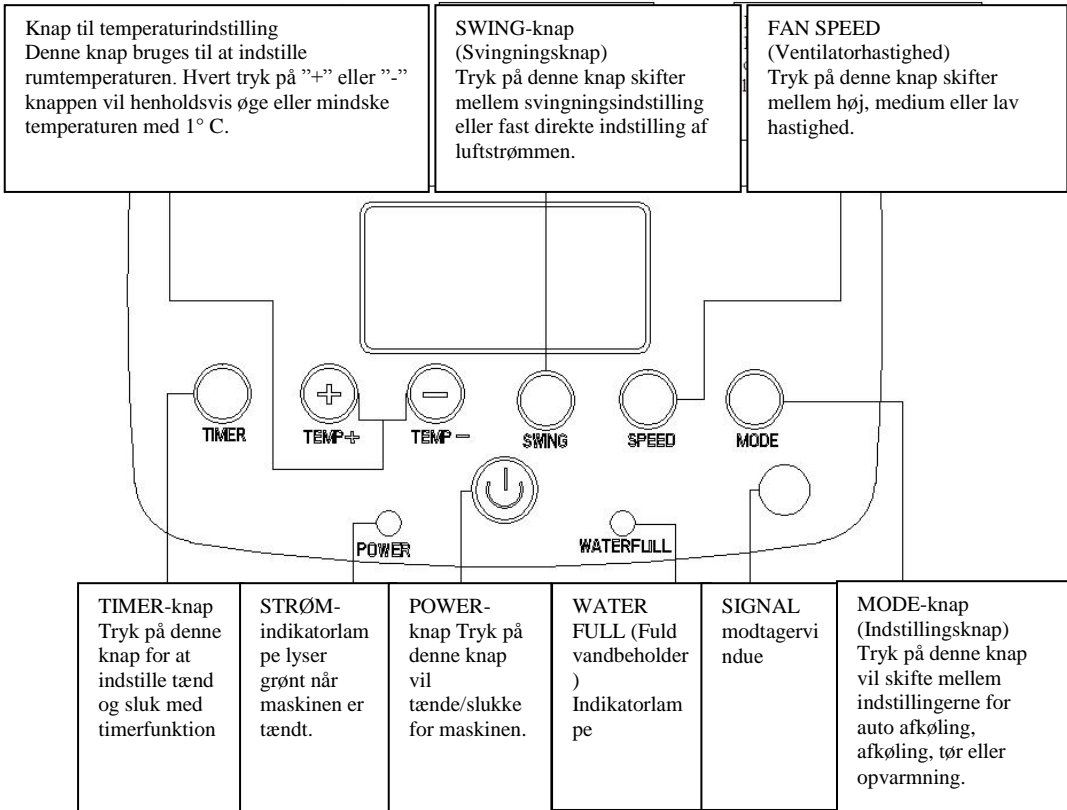 Knap til temperaturindstilling
Denne knap bruges til at indstille
rumtemperaturen. Hvert tryk på ”+” eller ”-”
knappen vil henholdsvis øge eller mindske
temperaturen med 1° C.
SWING-knap
(Svingningsknap)
Tryk på denne knap skifter
mellem svingningsindstilling
eller fast direkte indstilling af
luftstrømmen.
FAN SPEED
(Ventilatorhastighed)
Tryk på denne knap skifter
mellem høj, medium eller lav
hastighed.
TIMER
TEMP+
TEMP -
SWING
SPEED
MODE
POWER
WATERFULL
TIMER-knap
Tryk på denne
knap for at
indstille tænd
og sluk med
timerfunktion
STRØM-
indikatorlam
pe lyser
grønt når
maskinen er
tændt.
POWER-
knap Tryk på
denne knap
vil
tænde/slukke
for maskinen.
WATER
FULL (Fuld
vandbeholder
)
Indikatorlam
pe
SIGNAL
modtagervi
ndue
MODE-knap
(Indstillingsknap)
Tryk på denne knap
vil skifte mellem
indstillingerne for
auto afkøling,
afkøling, tør eller
opvarmning.